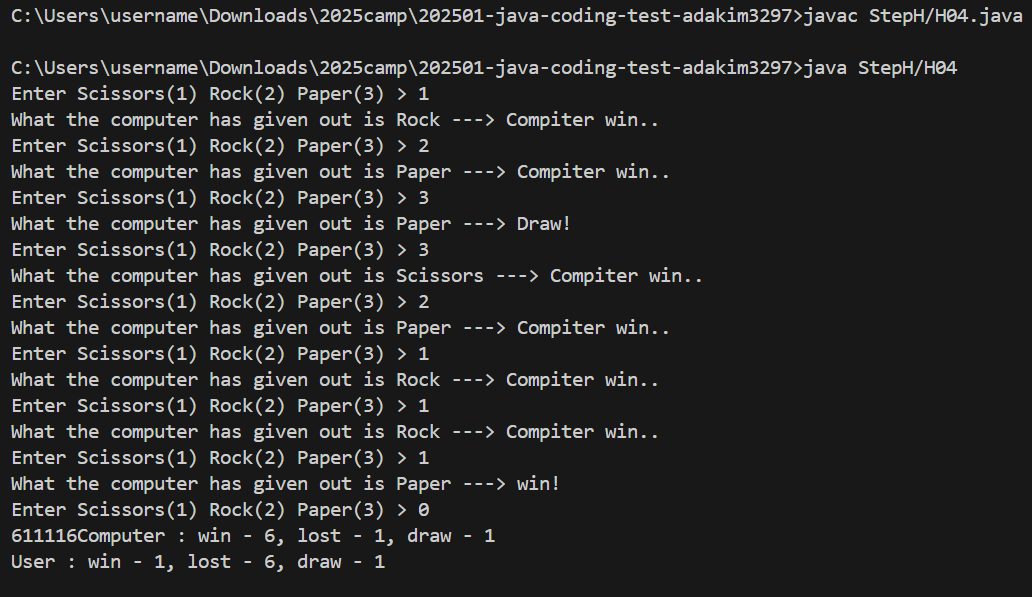 C:\Users\username\Downloads\2025camp\202501-java-coding-test-adakim3297>javac StepH/H04.java
C:\Users\username\Downloads\2025camp\202501-java-coding-test-adakim3297>java StepH/H04
Enter Scissors(1) Rock(2) Paper(3) > 1
What the computer has given out is Rock ---> Compiter win..
Enter Scissors(1) Rock(2) Paper(3) > 2
What the computer has given out is Paper ---> Compiter win..
Enter Scissors(1) Rock(2) Paper(3) > 3
What the computer has given out is Paper ---> Draw!
Enter Scissors(1) Rock(2) Paper(3) > 3
What the computer has given out is Scissors ---> Compiter win..
Enter Scissors(1) Rock(2) Paper(3) > 2
What the computer has given out is Paper ---> Compiter win..
Enter Scissors(1) Rock(2) Paper(3) > 1
What the computer has given out is Rock ---> Compiter win..
Enter Scissors(1) Rock(2) Paper(3) > 1
What the computer has given out is Rock ---> Compiter win..
Enter Scissors(1) Rock(2) Paper(3) > 1
What the computer has given out is Paper ---> win!
Enter Scissors(1) Rock(2) Paper(3) > 0
611116Computer : win - 6, lost - 1, draw - 1
User : win - 1, lost - 6, draw - 1